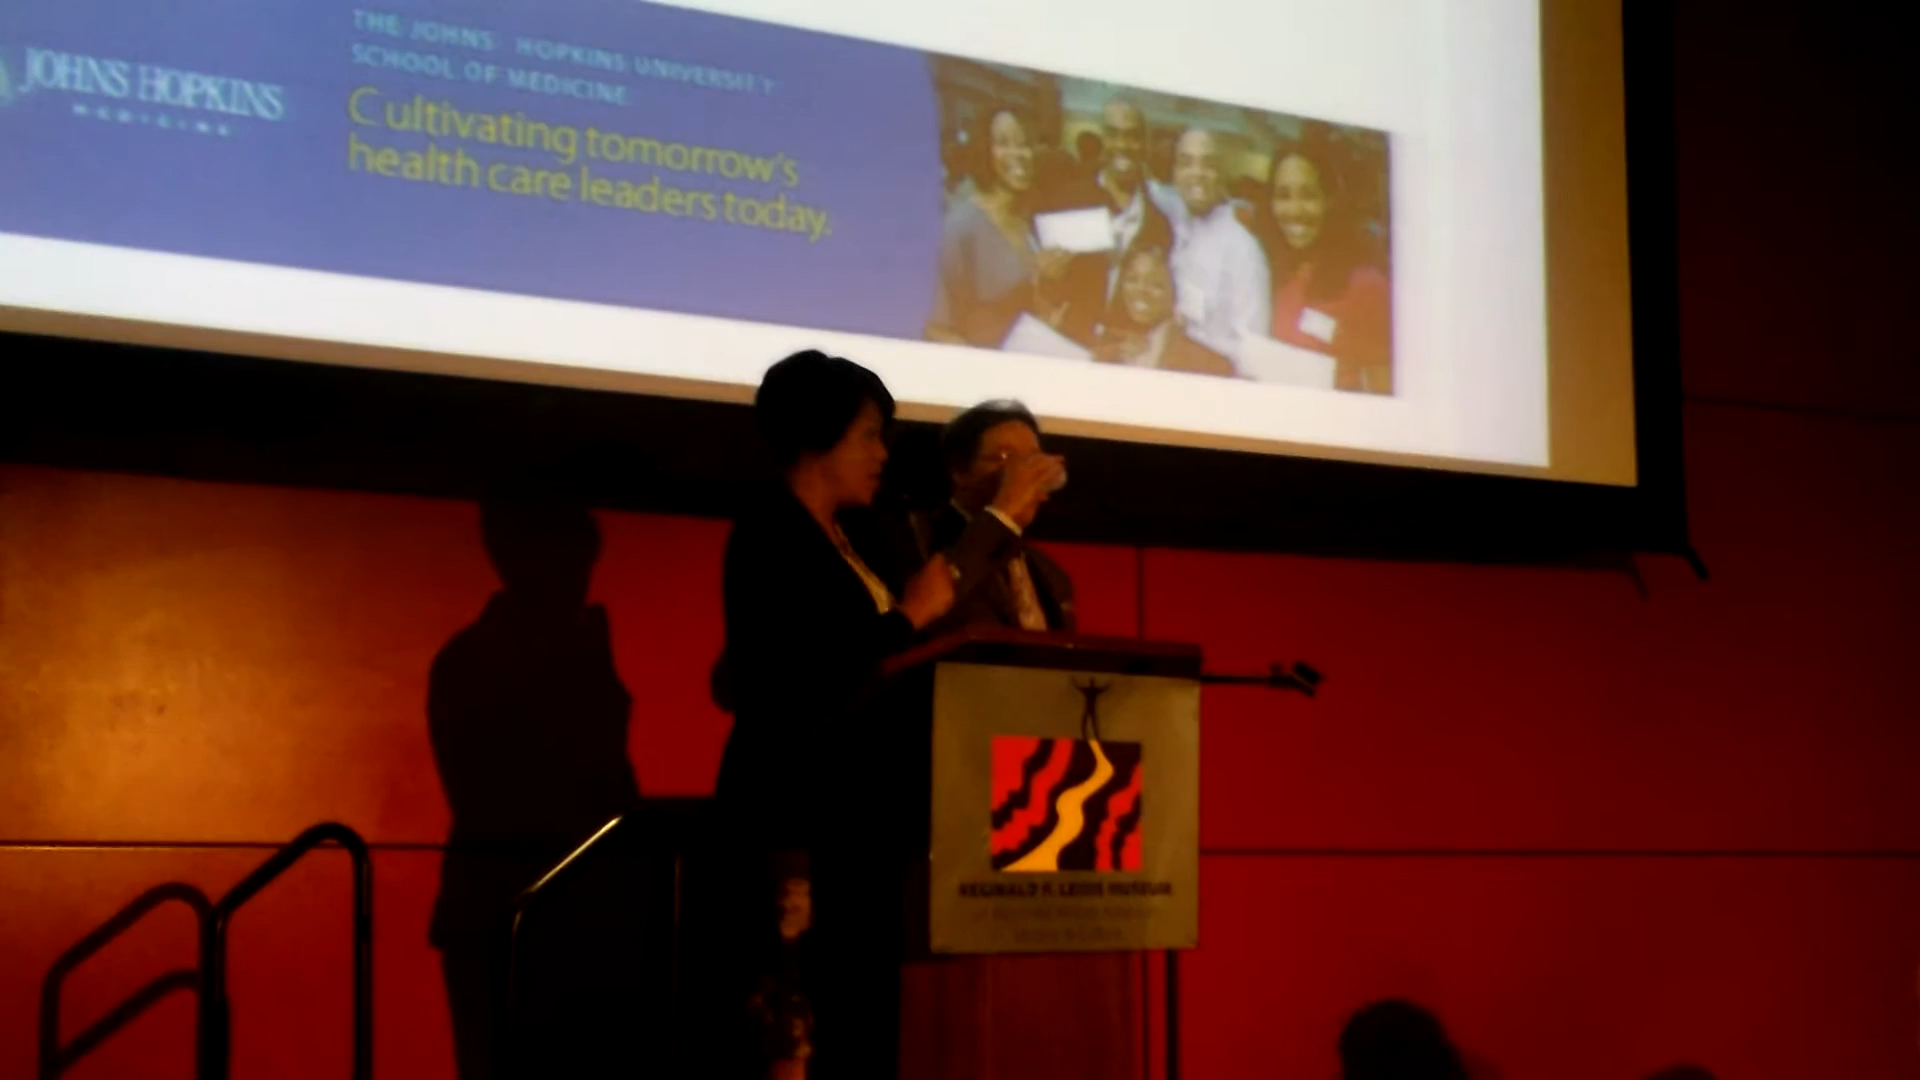 JOHNS HOPKINS
MEDICINE
THE JOHNS HOPKINS UNIVERSITY
SCHOOL OF MEDICINE
Cultivating tomorrow's
health care leaders today.
REGINALD F. LEWIS MUSEUM